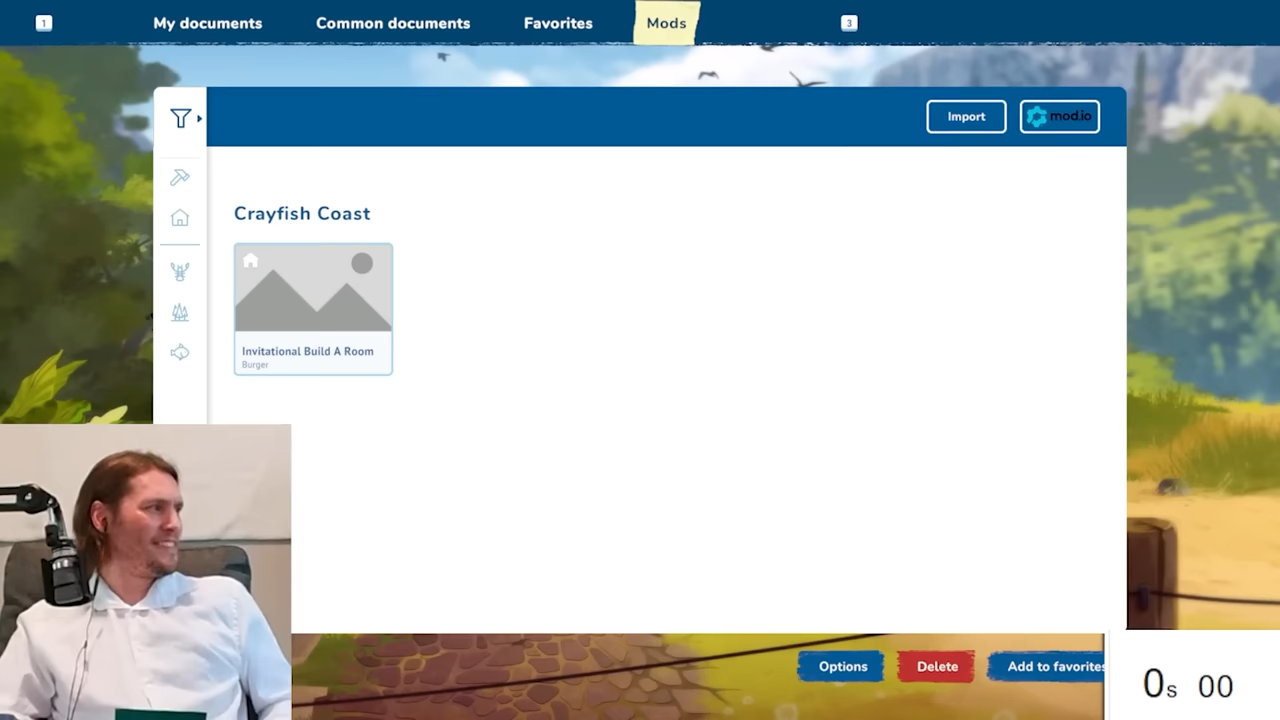 1
My documents
Common documents
Favorites
Mods
3
Import
mod.io
Crayfish Coast
Invitational Build A Room
Burger
Options
Delete
Add to favorites
0s 00